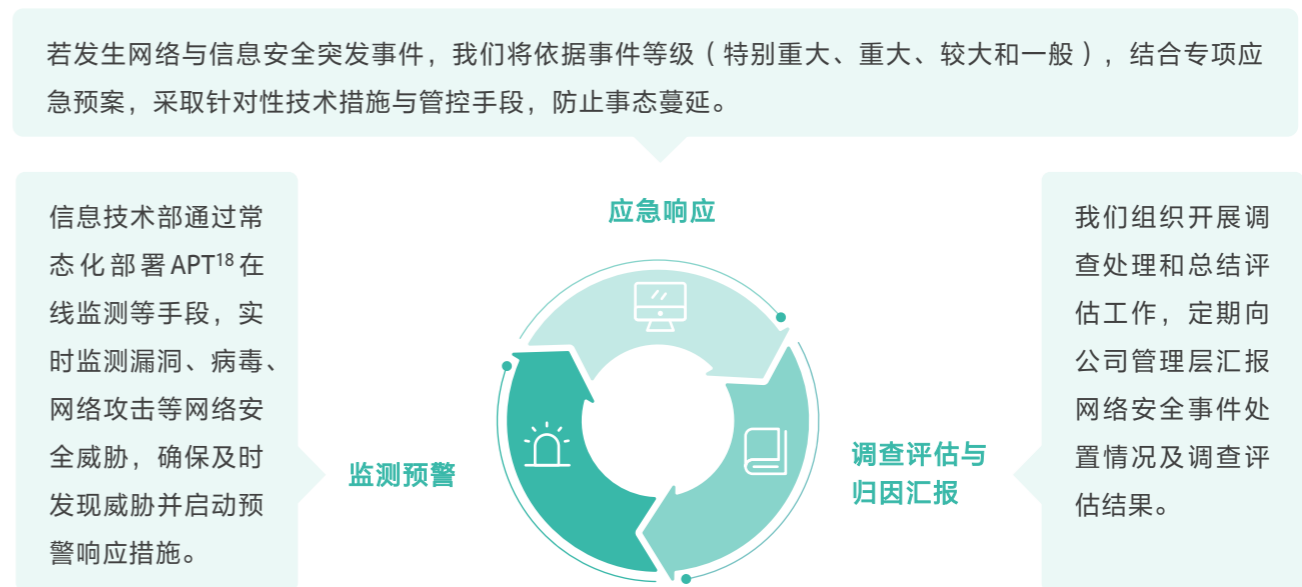 若发生网络与信息安全突发事件，我们将依据事件等级（特别重大、重大、较大和一般），结合专项应
急预案，采取针对性技术措施与管控手段，防止事态蔓延。
应急响应
信息技术部通过常
态化部署APT18在
线监测等手段，实
时监测漏洞、病毒、
网络攻击等网络安
全威胁，确保及时
发现威胁并启动预
警响应措施。
监测预警
调查评估与
归因汇报
我们组织开展调
查处理和总结评
估工作，定期向
公司管理层汇报
网络安全事件处
置情况及调查评
估结果。